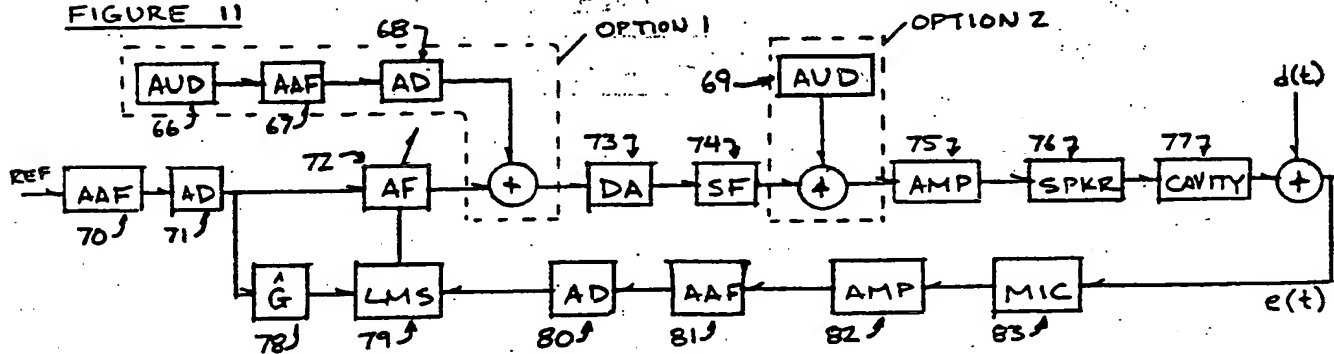 FIGURE 11
OPTION 1
OPTION 2
68
AUD
AAF
AD
66
67
69
AUD
d(t)
REF
AAF
AD
72
AF
+
73
DA
74
SF
+
75
AMP
76
SPKR
77
CAVITY
+
70
71
Ĝ
LMS
AD
AAF
AMP
MIC
e(t)
78
79
80
81
82
83